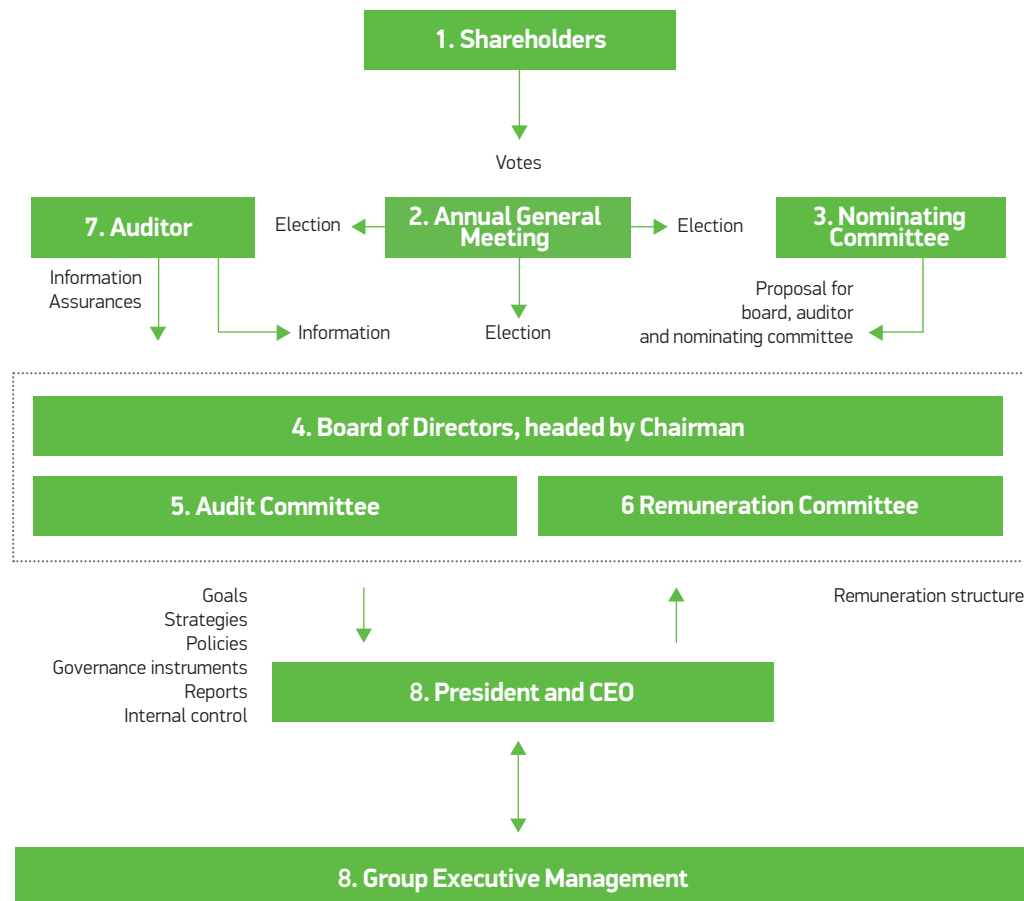 1. Shareholders
Votes
7. Auditor
Election
2. Annual General
Meeting
Election
3. Nominating
Committee
Information
Assurances
Information
Election
Proposal for
board, auditor
and nominating committee
4. Board of Directors, headed by Chairman
5. Audit Committee
6 Remuneration Committee
Goals
Strategies
Policies
Governance instruments
Reports
Internal control
Remuneration structure
8. President and CEO
8. Group Executive Management